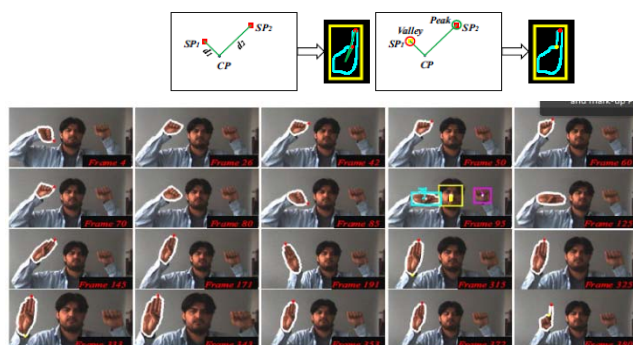 SP1 d1 CP d2 SP2
Valley SP1 CP Peak SP2
and mark-up
Frame 4 Frame 26 Frame 42 Frame 50 Frame 60
Frame 70 Frame 80 Frame 85 Frame 95 Frame 125
Frame 145 Frame 171 Frame 191 Frame 315 Frame 325